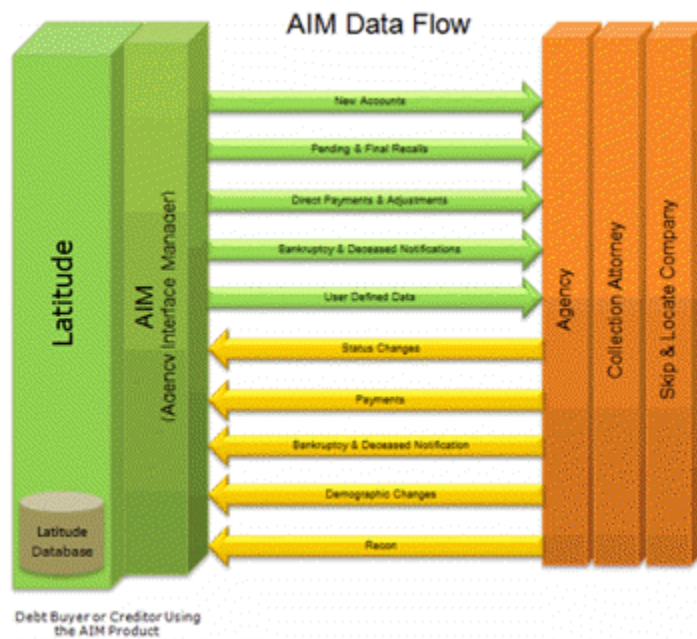 AIM Data Flow
Latitude
AIM
(Agency Interface Manager)
New Accounts
Pending & Final Recalls
Direct Payments & Adjustments
Bankruptcy & Deceased Notifications
User Defined Data
Status Changes
Payments
Bankruptcy & Deceased Notification
Demographic Changes
Recon
Agency
Collection Attorney
Skip & Locate Company
Latitude
Database
Debt Buyer or Creditor Using
the AIM Product